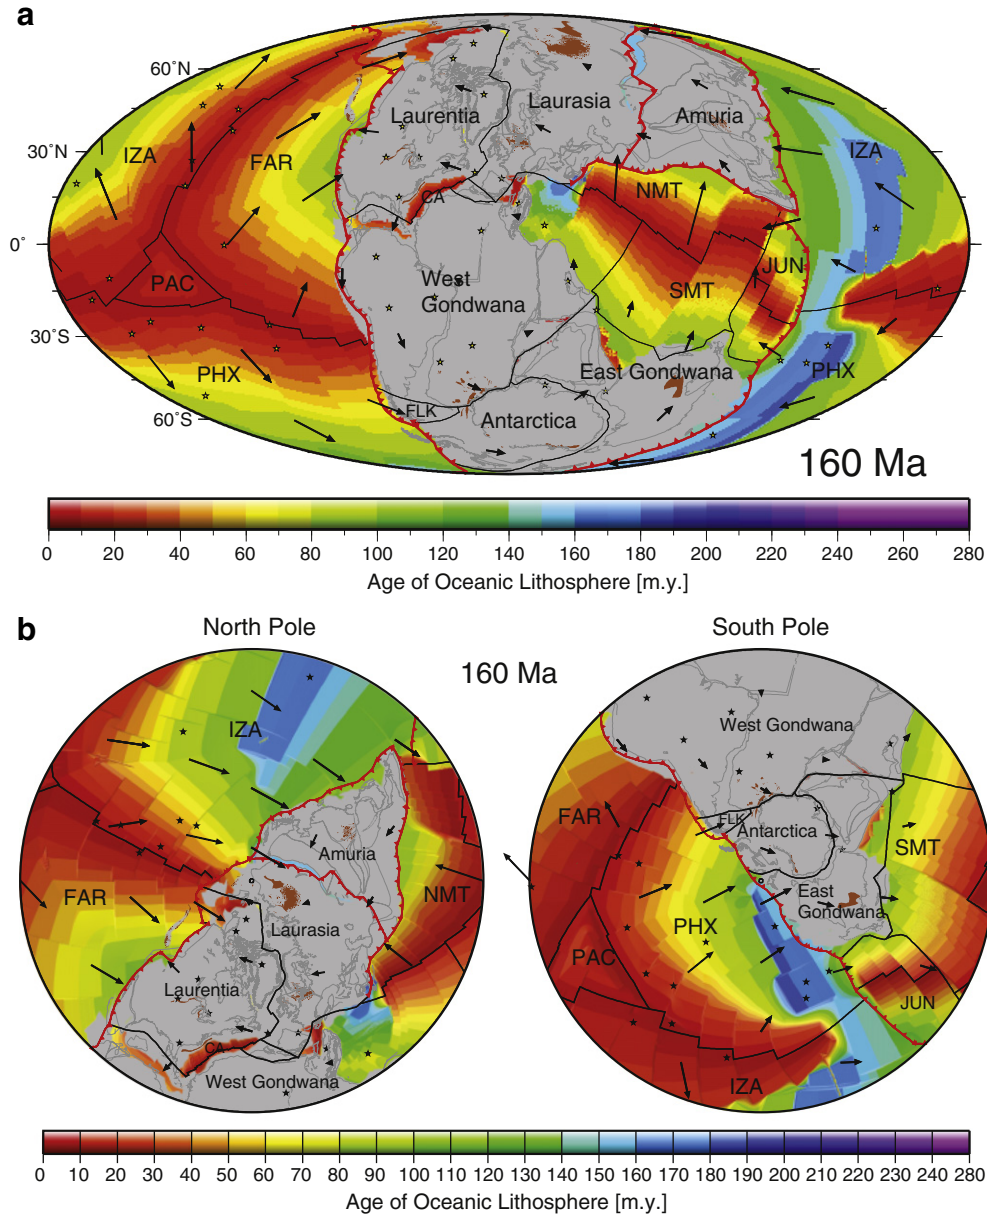 a
60°N
30°N
0°
30°S
60°S
Laurentia
Laurasia
Amuria
IZA
FAR
IZA
CA
NMT
PAC
West
Gondwana
SMT
JUN
PHX
East Gondwana
PHX
FLK
Antarctica
160 Ma
0 20 40 60 80 100 120 140 160 180 200 220 240 260 280
Age of Oceanic Lithosphere [m.y.]
b
North Pole
South Pole
160 Ma
IZA
Amuria
FAR
NMT
Laurasia
Laurentia
CA
West Gondwana
West Gondwana
FAR
FLK
Antarctica
SMT
East
Gondwana
PHX
PAC
JUN
IZA
0 10 20 30 40 50 60 70 80 90 100 110 120 130 140 150 160 170 180 190 200 210 220 230 240 280
Age of Oceanic Lithosphere [m.y.]